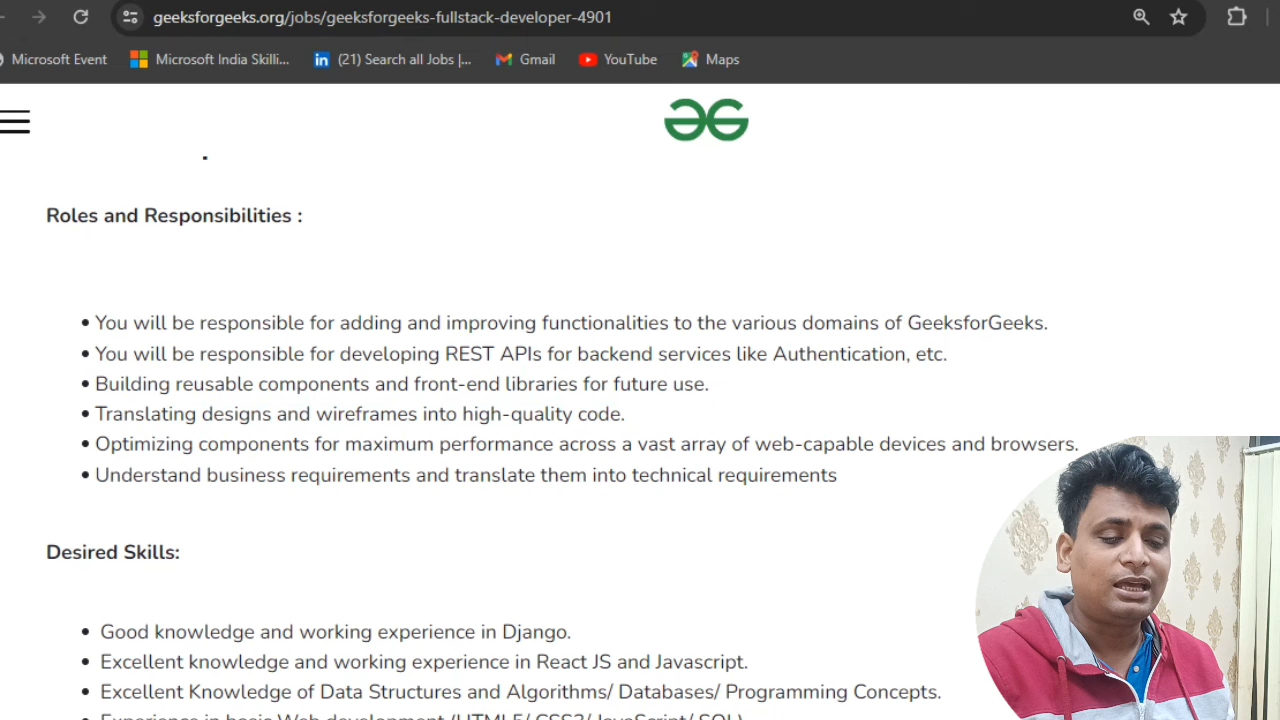 geeksforgeeks.org/jobs/geeksforgeeks-fullstack-developer-4901
Microsoft Event
Microsoft India Skilli...
(21) Search all Jobs |...
Gmail
YouTube
Maps
Roles and Responsibilities :
• You will be responsible for adding and improving functionalities to the various domains of GeeksforGeeks.
• You will be responsible for developing REST APIs for backend services like Authentication, etc.
• Building reusable components and front-end libraries for future use.
• Translating designs and wireframes into high-quality code.
• Optimizing components for maximum performance across a vast array of web-capable devices and browsers.
• Understand business requirements and translate them into technical requirements
Desired Skills:
• Good knowledge and working experience in Django.
• Excellent knowledge and working experience in React JS and Javascript.
• Excellent Knowledge of Data Structures and Algorithms/ Databases/ Programming Concepts.
• Experience in basic Web development (HTML5/ CSS3/ JavaScript/ SQL)